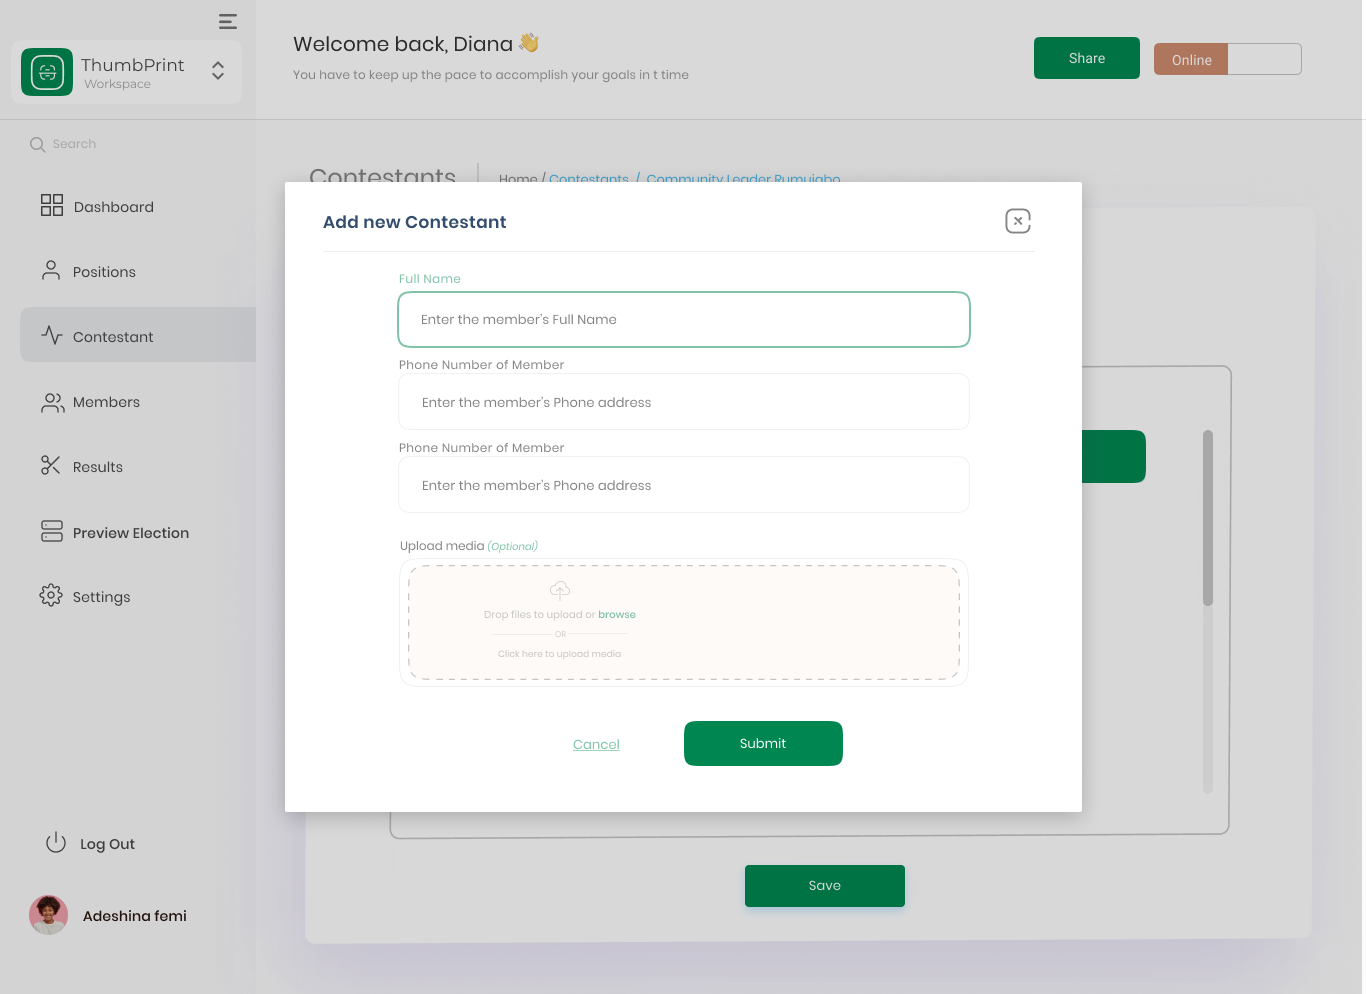 ThumbPrint
Workspace
Search
Dashboard
Positions
Contestant
Members
Results
Preview Election
Settings
Log Out
Adeshina femi
Welcome back, Diana 👋
You have to keep up the pace to accomplish your goals in t time
Share
Online
Contestants
Home / Contestants / Community Leader Rumuigbo
Add new Contestant
Full Name
Enter the member's Full Name
Phone Number of Member
Enter the member's Phone address
Phone Number of Member
Enter the member's Phone address
Upload media (Optional)
Drop files to upload or browse
OR
Click here to upload media
Cancel
Submit
Save